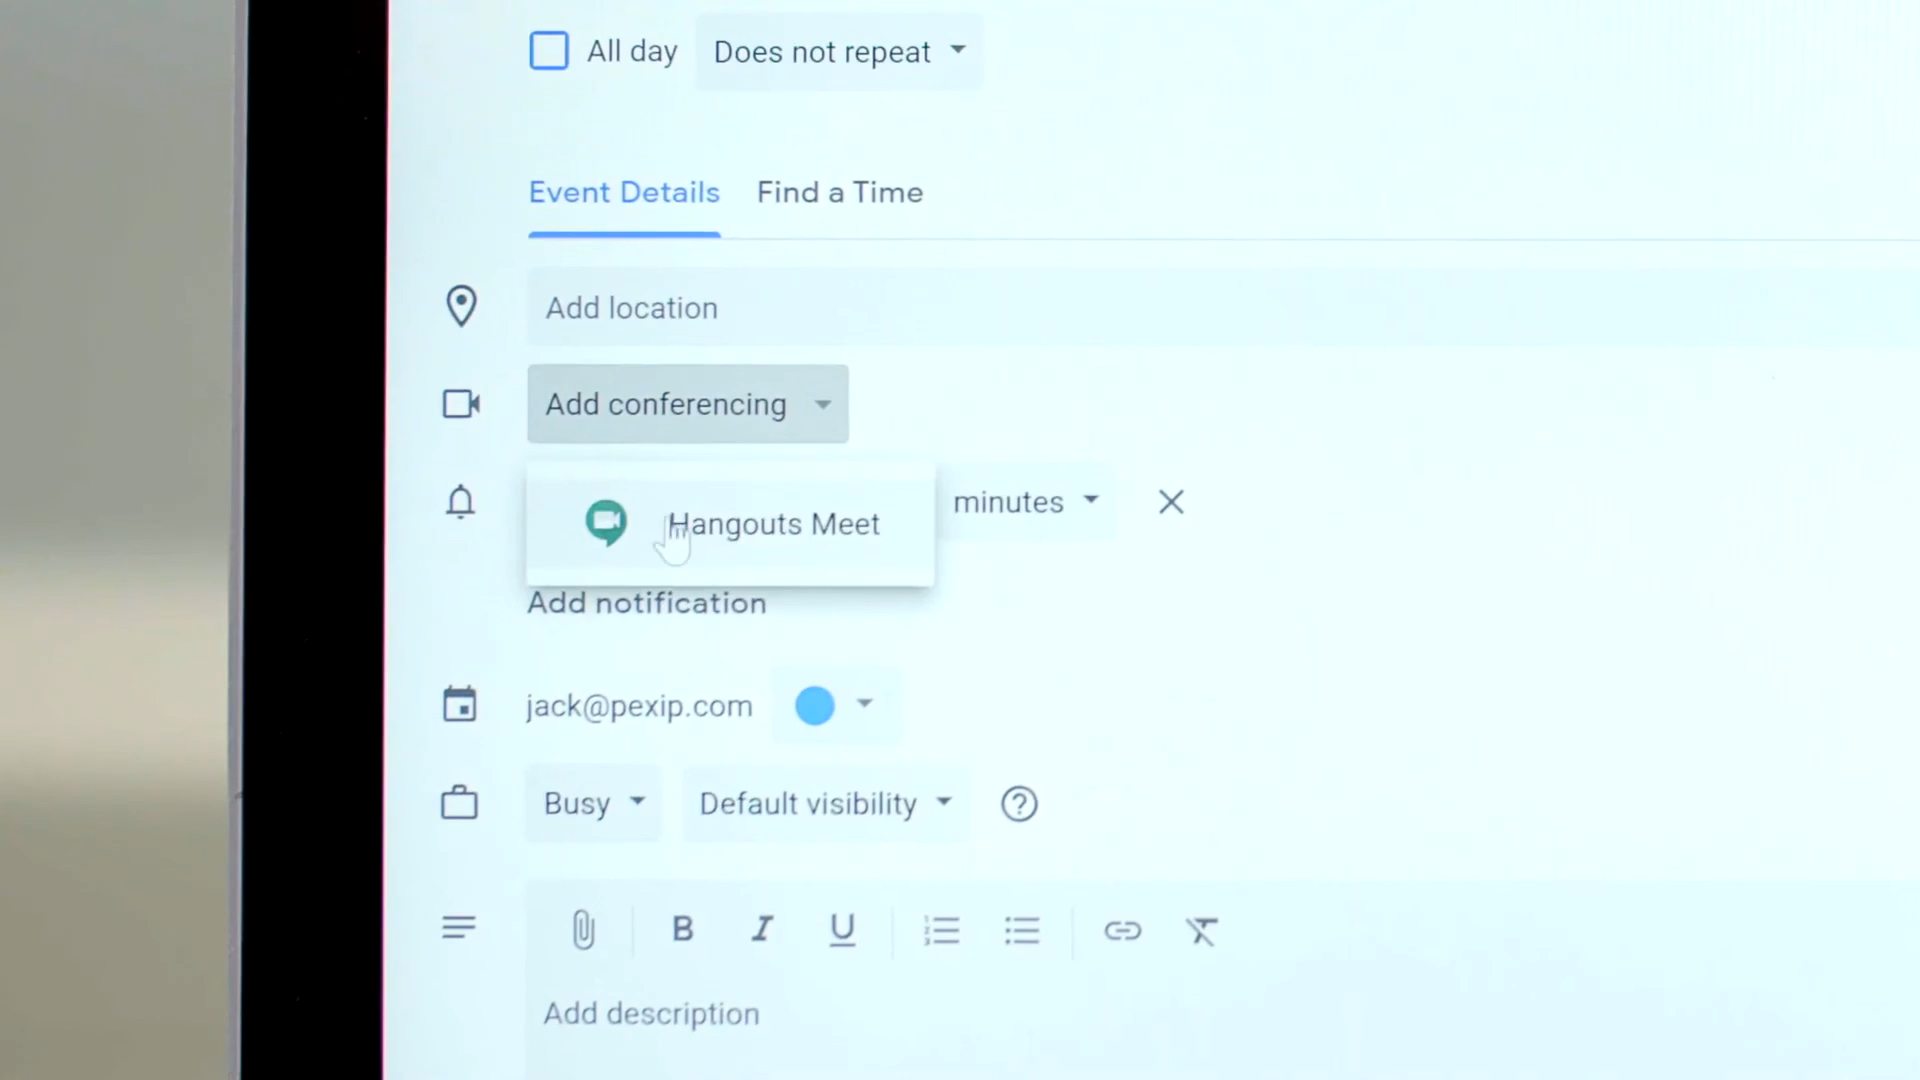 All day Does not repeat
Event Details Find a Time
Add location
Add conferencing
Hangouts Meet minutes
Add notification
jack@pexip.com
Busy Default visibility
B I U
Add description